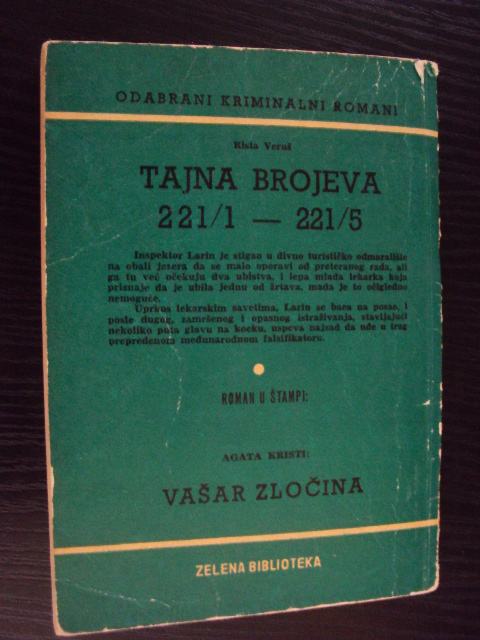 ODABRANI KRIMINALNI ROMANI
Rista Veruš
TAJNA BROJEVA
221/1 — 221/5
Inspektor Larin je stigao u divno turističko odmaralište
na obali jezera da se malo oporavi od preteranog rada, ali
ga tu već očekuju dva ubistva, i lepa mlada lekarka koja
priznaje da je ubila jednu od žrtava, mada je to očigledno
nemoguće.
Uprkos lekarskim savetima, Larin se baca na posao, i
posle dugog, zamršenog i opasnog istraživanja, stavljajući
nekoliko puta glavu na kocku, uspeva najzad da uđe u trag
prepredenom međunarodnom falsifikatoru.
ROMAN U ŠTAMPI:
AGATA KRISTI:
VAŠAR ZLOČINA
ZELENA BIBLIOTEKA